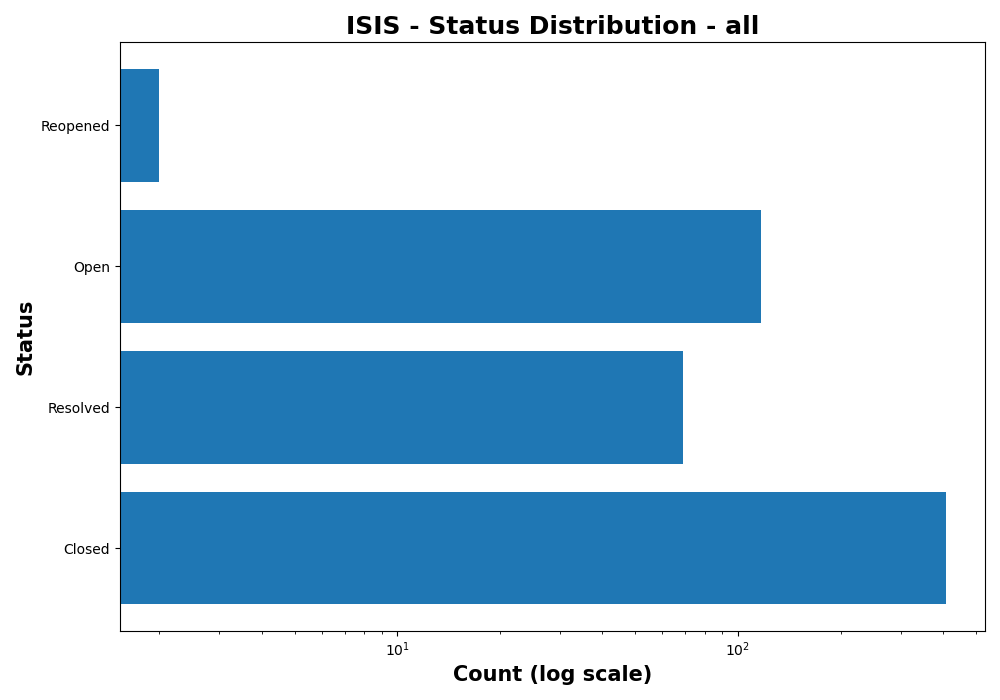 ISIS - Status Distribution - all
Reopened
Open
Resolved
Closed
Status
10¹
10²
Count (log scale)